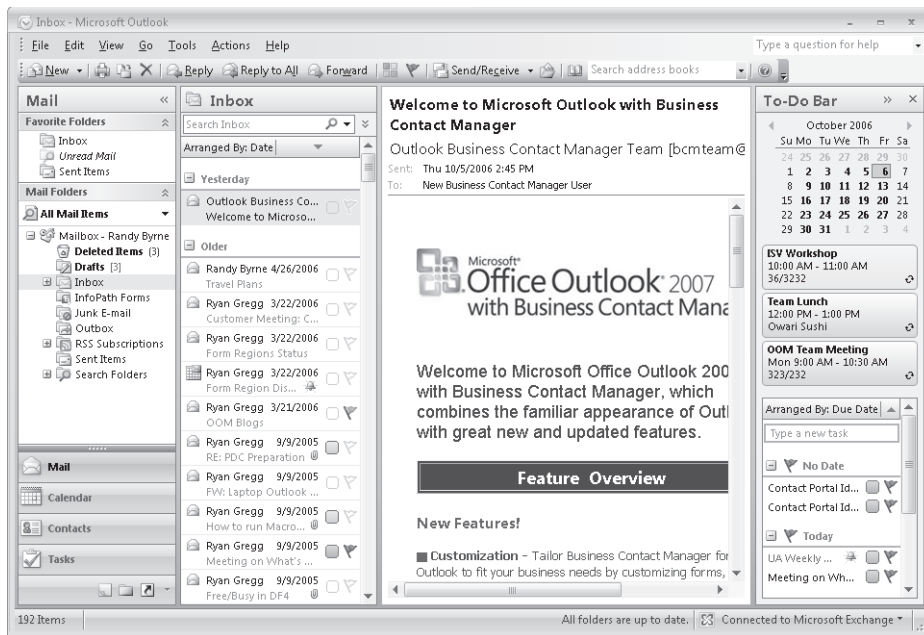 Inbox - Microsoft Outlook
File Edit View Go Tools Actions Help
Type a question for help
New Reply Reply to All Forward Send/Receive Search address books
Mail
Favorite Folders
Inbox
Unread Mail
Sent Items
Mail Folders
All Mail Items
Mailbox - Randy Byrne
Deleted Items (3)
Drafts [3]
Inbox
InfoPath Forms
Junk E-mail
Outbox
RSS Subscriptions
Sent Items
Search Folders
Mail
Calendar
Contacts
Tasks
Inbox
Search Inbox
Arranged By: Date
Yesterday
Outlook Business Co...
Welcome to Microso...
Older
Randy Byrne 4/26/2006
Travel Plans
Ryan Gregg 3/22/2006
Customer Meeting: C...
Ryan Gregg 3/22/2006
Form Regions Status
Ryan Gregg 3/22/2006
Form Region Dis...
Ryan Gregg 3/21/2006
OOM Blogs
Ryan Gregg 9/9/2005
RE: PDC Preparation
Ryan Gregg 9/9/2005
FW: Laptop Outlook ...
Ryan Gregg 9/9/2005
How to run Macro...
Ryan Gregg 9/9/2005
Meeting on What's ...
Ryan Gregg 9/9/2005
Free/Busy in DF4
Welcome to Microsoft Outlook with Business
Contact Manager
Outlook Business Contact Manager Team [bcmteam@
Sent: Thu 10/5/2006 2:45 PM
To: New Business Contact Manager User
Microsoft®
Office Outlook® 2007
with Business Contact Mana
Welcome to Microsoft Office Outlook 200
with Business Contact Manager, which
combines the familiar appearance of Outl
with great new and updated features.
Feature Overview
New Features!
Customization – Tailor Business Contact Manager for
Outlook to fit your business needs by customizing forms,
To-Do Bar
October 2006
Su Mo Tu We Th Fr Sa
24 25 26 27 28 29 30
1 2 3 4 5 6 7
8 9 10 11 12 13 14
15 16 17 18 19 20 21
22 23 24 25 26 27 28
29 30 31 1 2 3 4
ISV Workshop
10:00 AM - 11:00 AM
36/3232
Team Lunch
12:00 PM - 1:00 PM
Owari Sushi
OOM Team Meeting
Mon 9:00 AM - 10:30 AM
323/232
Arranged By: Due Date
Type a new task
No Date
Contact Portal Id...
Contact Portal Id...
Today
UA Weekly ...
Meeting on Wh...
192 Items
All folders are up to date.
Connected to Microsoft Exchange